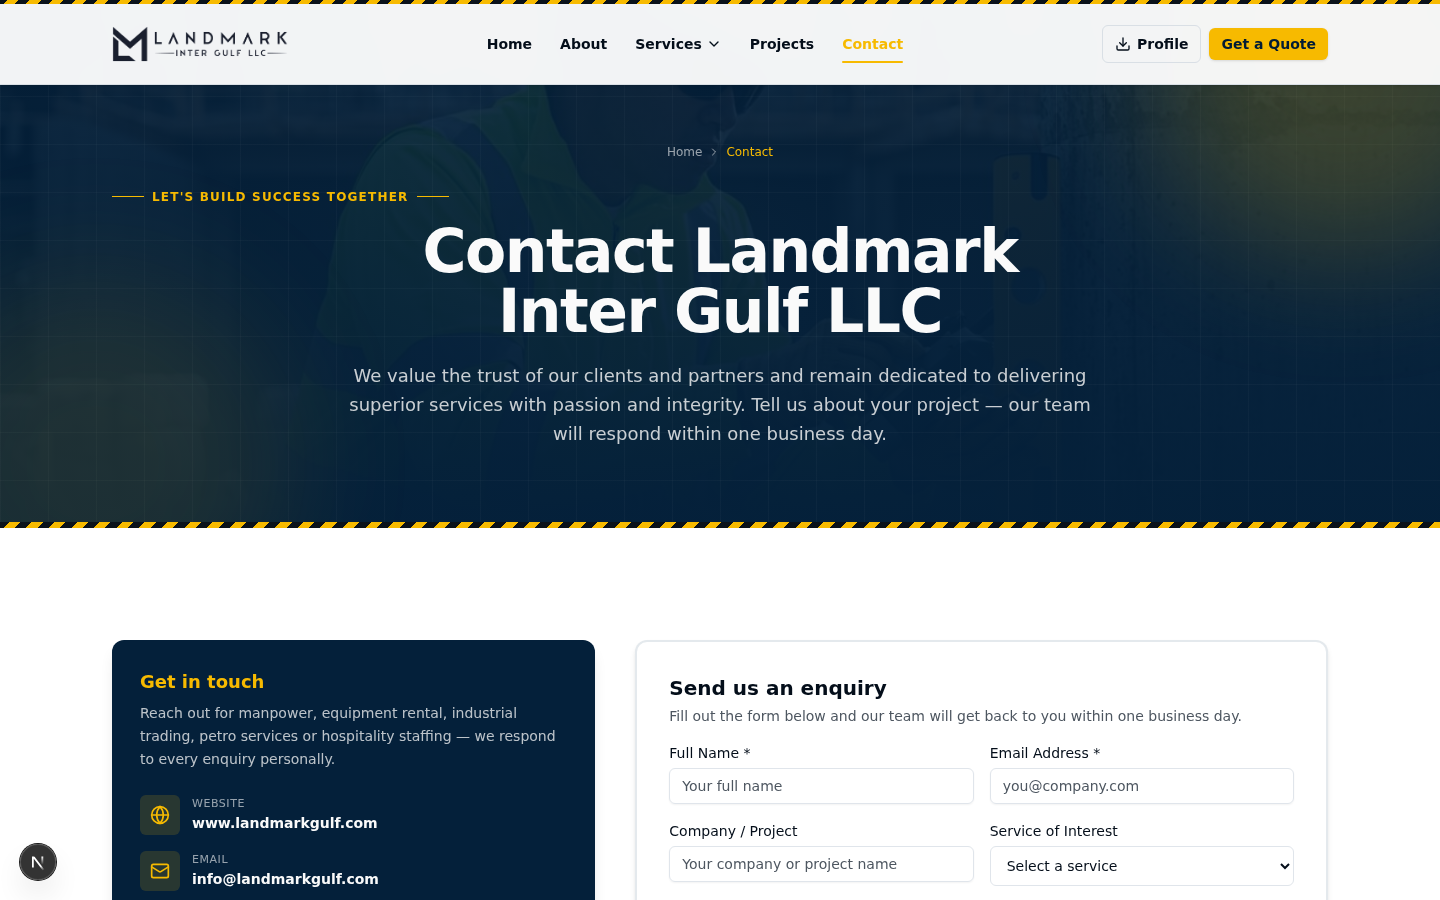 LANDMARK
INTER GULF LLC
Home
About
Services
Projects
Contact
Profile
Get a Quote
Home > Contact
LET'S BUILD SUCCESS TOGETHER
Contact Landmark
Inter Gulf LLC
We value the trust of our clients and partners and remain dedicated to delivering
superior services with passion and integrity. Tell us about your project — our team
will respond within one business day.
Get in touch
Reach out for manpower, equipment rental, industrial
trading, petro services or hospitality staffing — we respond
to every enquiry personally.
WEBSITE
www.landmarkgulf.com
EMAIL
info@landmarkgulf.com
Send us an enquiry
Fill out the form below and our team will get back to you within one business day.
Full Name *
Your full name
Email Address *
you@company.com
Company / Project
Your company or project name
Service of Interest
Select a service
N